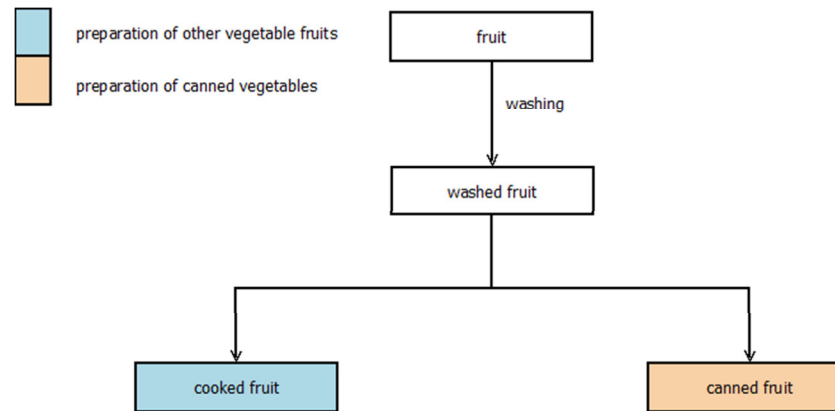 preparation of other vegetable fruits
preparation of canned vegetables
fruit
washing
washed fruit
cooked fruit
canned fruit